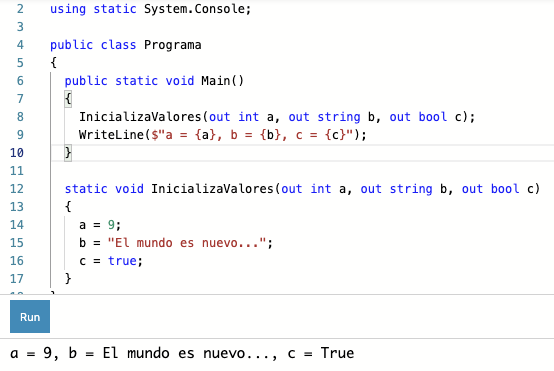 2 using static System.Console;
3
4 public class Programa
5 {
6 public static void Main()
7 {
8 InicializaValores(out int a, out string b, out bool c);
9 WriteLine($"a = {a}, b = {b}, c = {c}");
10 }
11
12 static void InicializaValores(out int a, out string b, out bool c)
13 {
14 a = 9;
15 b = "El mundo es nuevo...";
16 c = true;
17 }
Run
a = 9, b = El mundo es nuevo..., c = True